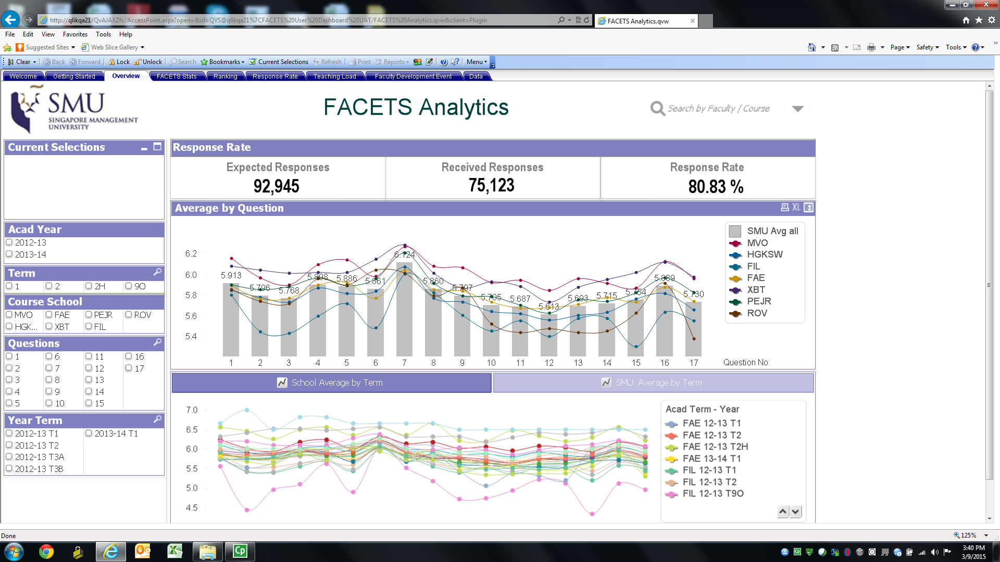 http://qlikqa21/QvAJAXZfc/AccessPoint.aspx?open=&id=QVS@qlikqa21%7CFACETS%20User%20Dashboard%20UAT/FACETS%20Analytics.qvw&client=Plugin
FACETS Analytics.qvw
File Edit View Favorites Tools Help
Suggested Sites Web Slice Gallery
Page Safety Tools
Clear Back Forward Lock Unlock Search Bookmarks Current Selections Refresh Print Reports Menu
Welcome Getting Started Overview FACETS Stats Ranking Response Rate Teaching Load Faculty Development Event Data
SMU
SINGAPORE MANAGEMENT
UNIVERSITY
FACETS Analytics
Search by Faculty / Course
Current Selections
Acad Year
2012-13
2013-14
Term
1 2 2H 9O
Course School
MVO FAE PEJR ROV
HGK... XBT FIL
Questions
1 6 11 16
2 7 12 17
3 8 13
4 9 14
5 10 15
Year Term
2012-13 T1 2013-14 T1
2012-13 T2
2012-13 T3A
2012-13 T3B
Response Rate
Expected Responses Received Responses Response Rate
92,945 75,123 80.83 %
Average by Question
XL
6.2
6.0
5.8
5.6
5.4
5.913 5.796 5.768 5.898 5.886 5.861 6.124 5.860 5.797 5.705 5.687 5.613 5.693 5.715 5.754 5.889 5.730
1 2 3 4 5 6 7 8 9 10 11 12 13 14 15 16 17 Question No
SMU Avg all
MVO
HGKSW
FIL
FAE
XBT
PEJR
ROV
School Average by Term SMU Average by Term
7.0
6.5
6.0
5.5
5.0
4.5
Acad Term - Year
FAE 12-13 T1
FAE 12-13 T2
FAE 12-13 T2H
FAE 13-14 T1
FIL 12-13 T1
FIL 12-13 T2
FIL 12-13 T9O
Done
125%
Cp
3:40 PM
3/9/2015